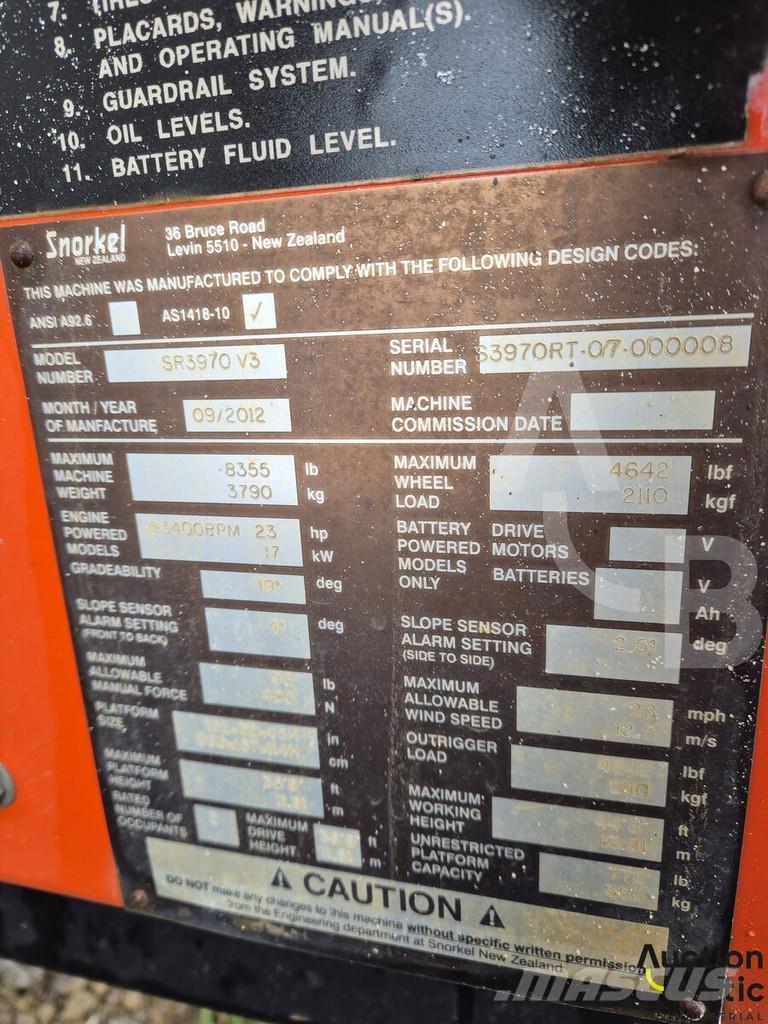 7.
8. PLACARDS, WARNINGS
AND OPERATING MANUAL(S).
9. GUARDRAIL SYSTEM.
10. OIL LEVELS.
11. BATTERY FLUID LEVEL.
Snorkel
NEW ZEALAND
36 Bruce Road
Levin 5510 - New Zealand
THIS MACHINE WAS MANUFACTURED TO COMPLY WITH THE FOLLOWING DESIGN CODES:
ANSI A92.6 AS1418-10 ✓
MODEL NUMBER SR3970 V3
SERIAL NUMBER S3970RT-07-000008
MONTH / YEAR OF MANFACTURE 09/2012
MACHINE COMMISSION DATE
MAXIMUM MACHINE WEIGHT 8355 lb
3790 kg
MAXIMUM WHEEL LOAD 4642 lbf
2110 kgf
ENGINE POWERED MODELS 3400RPM 23 hp
17 kW
BATTERY POWERED MODELS ONLY
DRIVE MOTORS V
BATTERIES V
Ah
GRADEABILITY 19° deg
SLOPE SENSOR ALARM SETTING (FRONT TO BACK) 4° deg
SLOPE SENSOR ALARM SETTING (SIDE TO SIDE) 2.5° deg
MAXIMUM ALLOWABLE MANUAL FORCE lb
N
MAXIMUM ALLOWABLE WIND SPEED 28 mph
12.5 m/s
PLATFORM SIZE in
cm
OUTRIGGER LOAD lbf
kgf
MAXIMUM PLATFORM HEIGHT ft
m
MAXIMUM WORKING HEIGHT ft
m
RATED NUMBER OF OCCUPANTS
MAXIMUM DRIVE HEIGHT ft
m
UNRESTRICTED PLATFORM CAPACITY lb
kg
CAUTION
DO NOT make any changes to this machine without specific written permission
from the Engineering department at Snorkel New Zealand
ACB
Auction
MASCUS